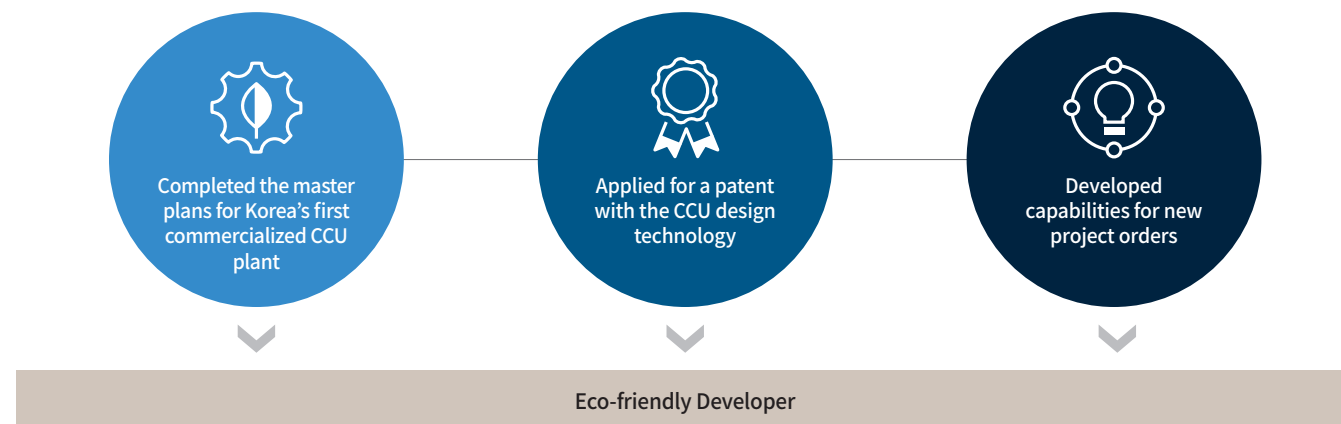 Completed the master
plans for Korea’s first
commercialized CCU
plant
Applied for a patent
with the CCU design
technology
Developed
capabilities for new
project orders
Eco-friendly Developer